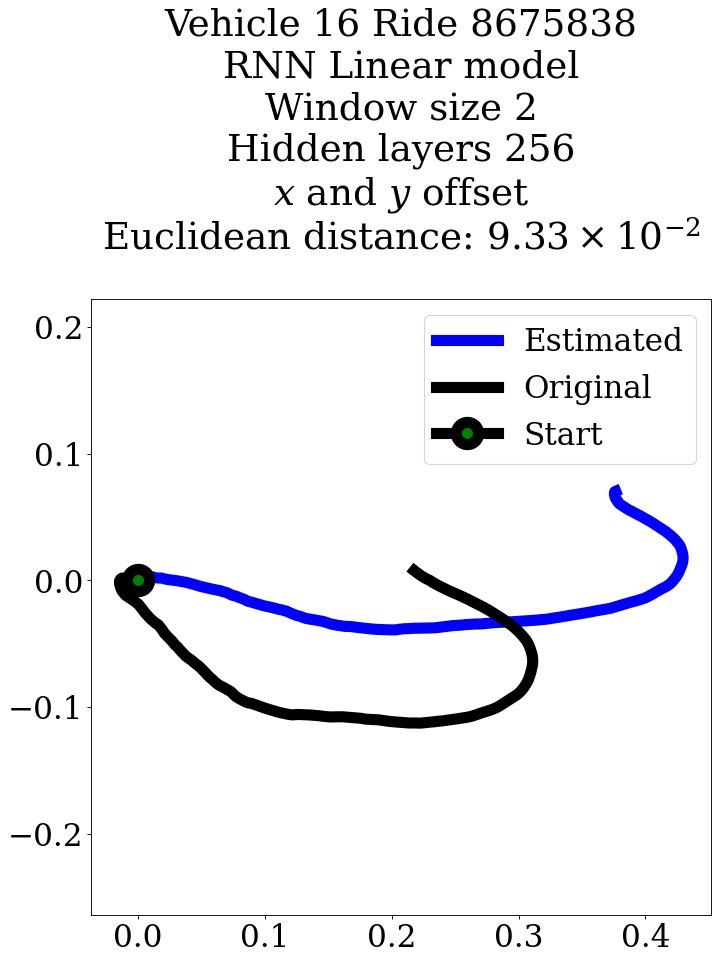 Vehicle 16 Ride 8675838
RNN Linear model
Window size 2
Hidden layers 256
x and y offset
Euclidean distance: 9.33 × 10⁻²
Estimated
Original
Start
0.2
0.1
0.0
−0.1
−0.2
0.0 0.1 0.2 0.3 0.4